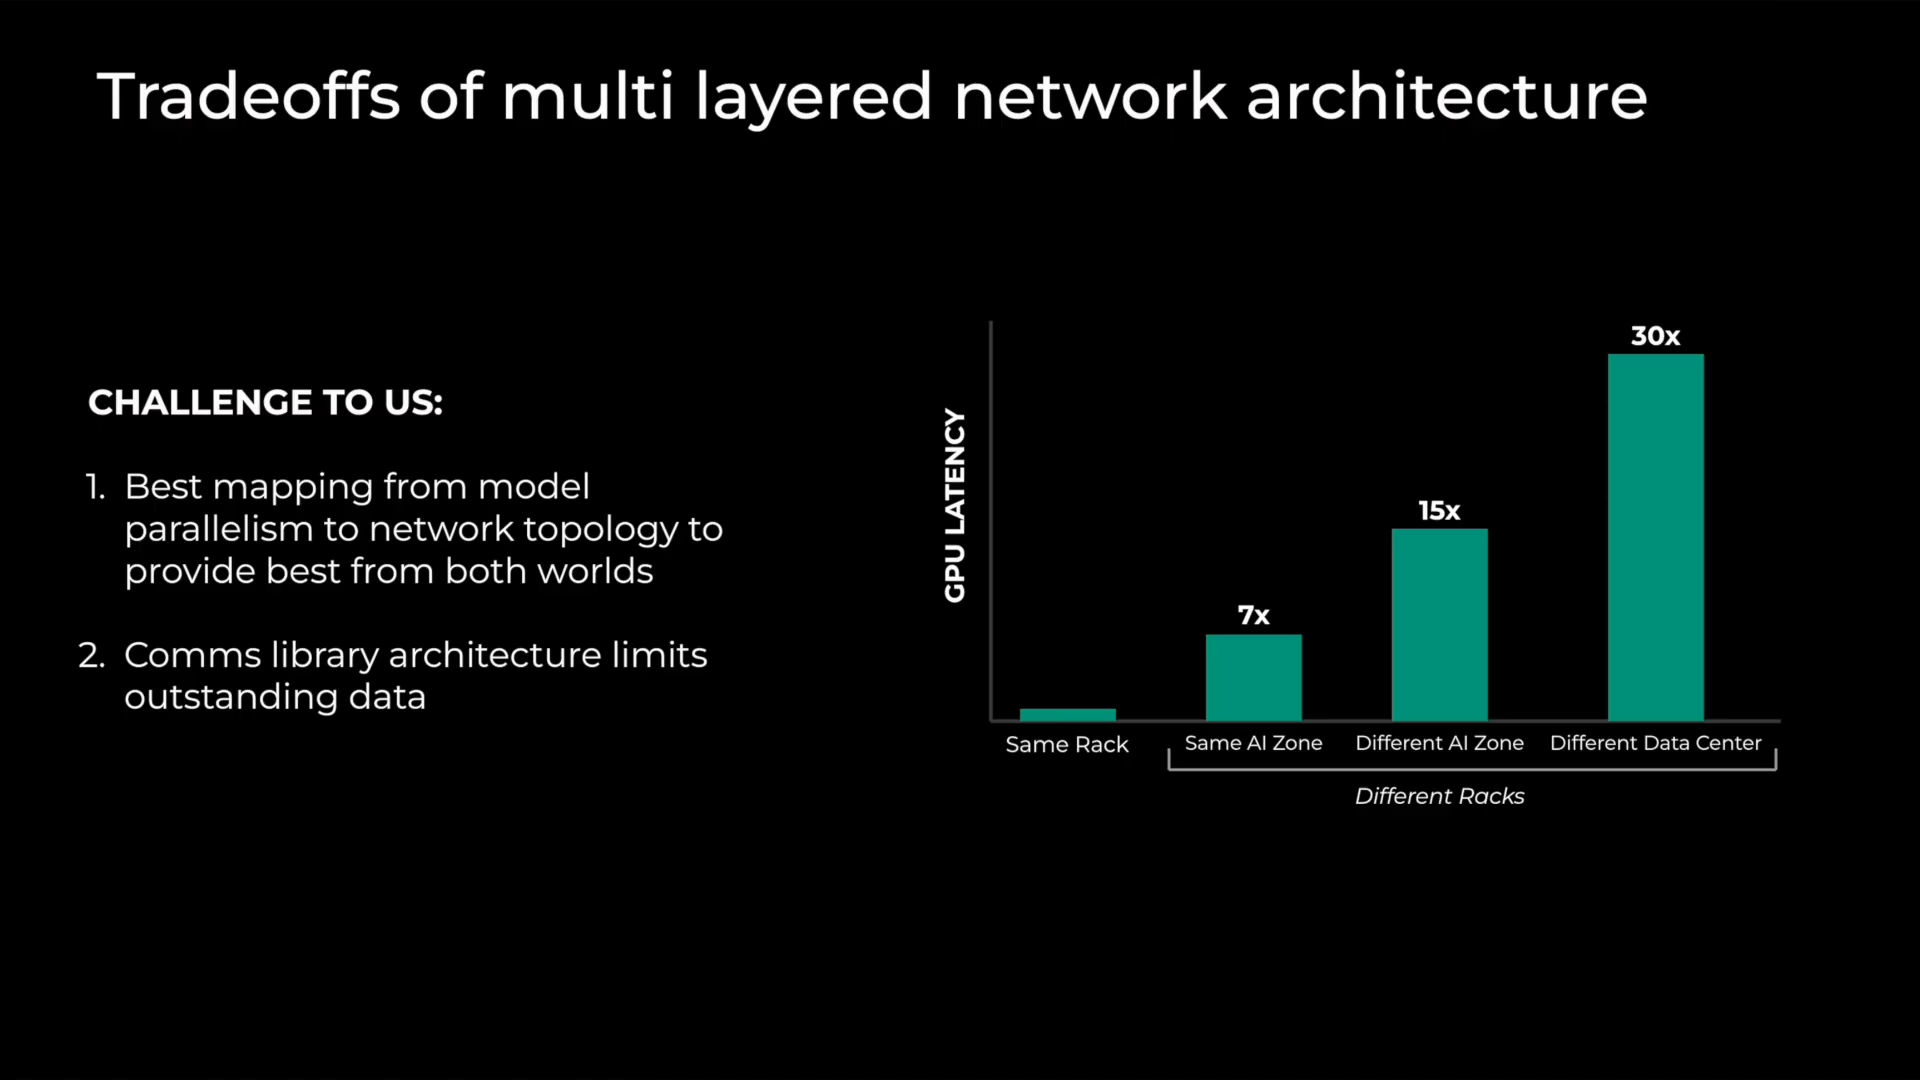 Tradeoffs of multi layered network architecture
CHALLENGE TO US:
1. Best mapping from model
parallelism to network topology to
provide best from both worlds
2. Comms library architecture limits
outstanding data
GPU LATENCY
7x
15x
30x
Same Rack
Same AI Zone
Different AI Zone
Different Data Center
Different Racks